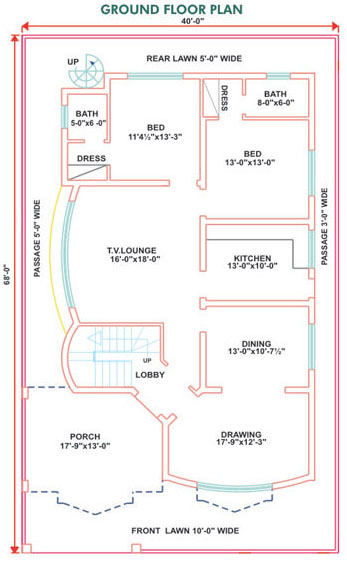 GROUND FLOOR PLAN
40'-0"
REAR LAWN 5'-0" WIDE
UP
BATH
5-0"x6 -0"
BED
11'4½"x13'-3"
DRESS
BATH
8-0"x6-0"
BED
13'-0"x13'-0"
DRESS
PASSAGE 5'-0" WIDE
68'-0"
T.V.LOUNGE
16'-0"x18'-0"
KITCHEN
13'-0"x10'-0"
PASSAGE 3'-0" WIDE
UP
LOBBY
DINING
13'-0"x10'-7½"
PORCH
17'-9"x13'-0"
DRAWING
17'-9"x12'-3"
FRONT LAWN 10'-0" WIDE